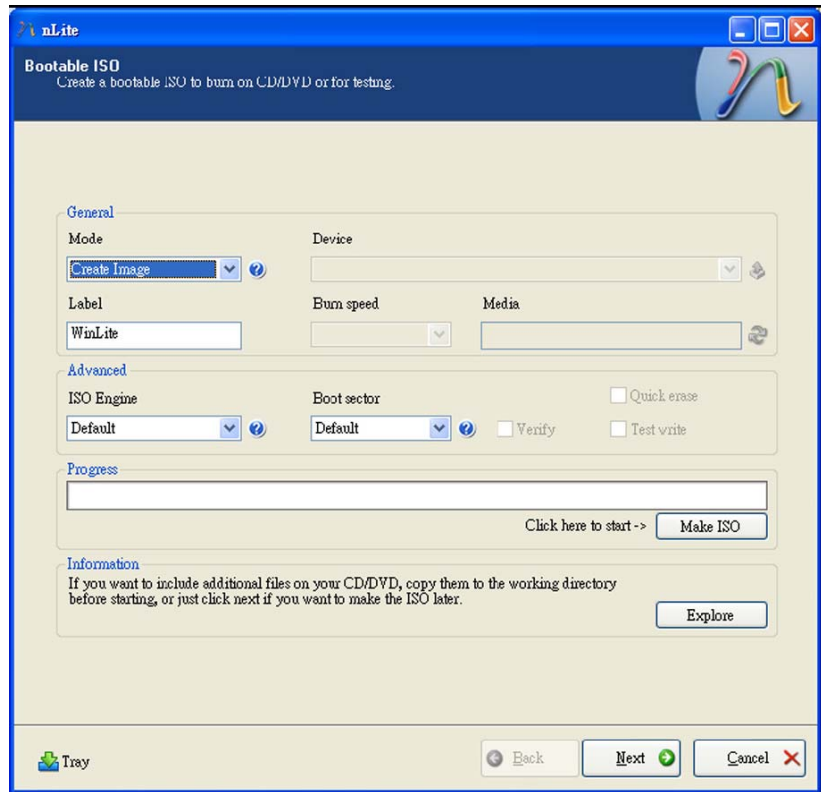 nLite
Bootable ISO
Create a bootable ISO to burn on CD/DVD or for testing.
General
Mode
Device
Create Image
Label
Burn speed
Media
WinLite
Advanced
ISO Engine
Boot sector
Quick erase
Default
Default
Verify
Test write
Progress
Click here to start -> Make ISO
Information
If you want to include additional files on your CD/DVD, copy them to the working directory
before starting, or just click next if you want to make the ISO later.
Explore
Tray
Back
Next
Cancel